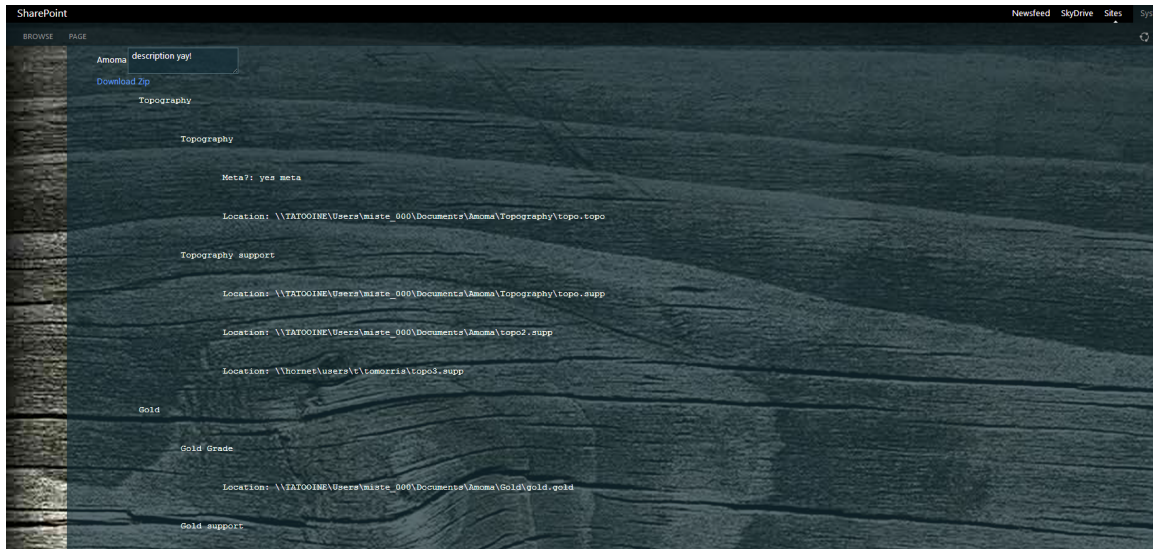 SharePoint
Newsfeed SkyDrive Sites Sys
BROWSE PAGE
Amoma description yay!
Download Zip
Topography
Topography
Meta?: yes meta
Location: \\TATOOINE\Users\miste_000\Documents\Amoma\Topography\topo.topo
Topography support
Location: \\TATOOINE\Users\miste_000\Documents\Amoma\Topography\topo.supp
Location: \\TATOOINE\Users\miste_000\Documents\Amoma\topo2.supp
Location: \\hornet\users\t\tomorris\topo3.supp
Gold
Gold Grade
Location: \\TATOOINE\Users\miste_000\Documents\Amoma\Gold\gold.gold
Gold support